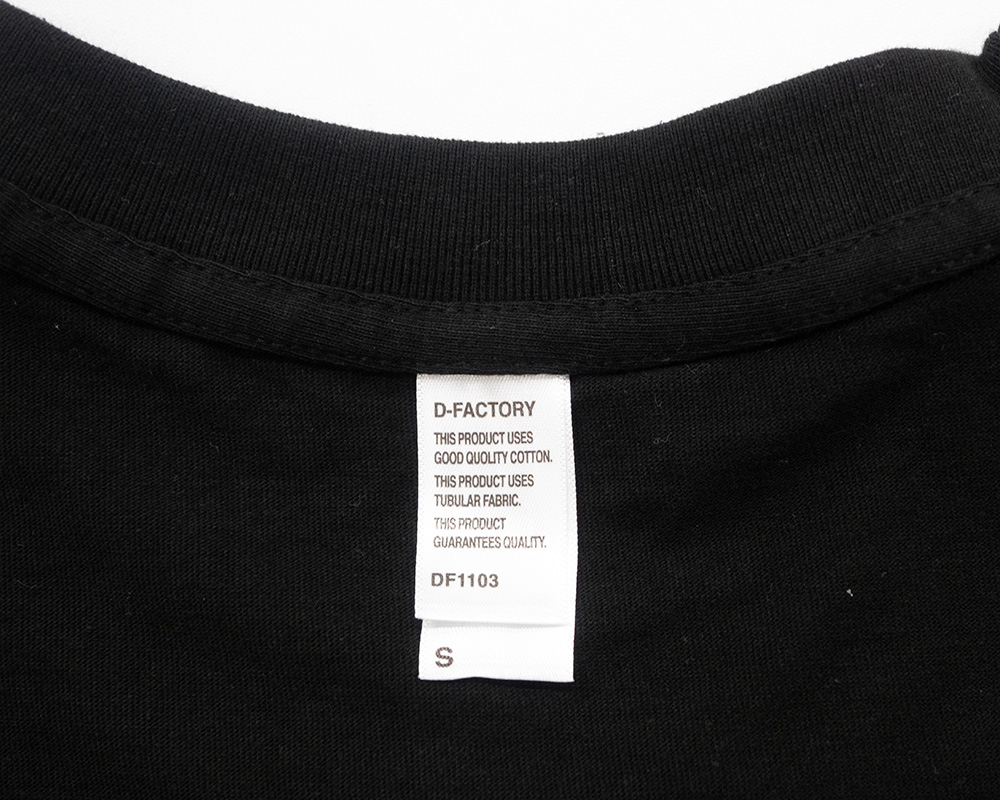 D-FACTORY
THIS PRODUCT USES
GOOD QUOLITY COTTON.
THIS PRODUCT USES
TUBULAR FABRIC.
THIS PRODUCT
GUARANTEES QUALITY.
DF1103
S